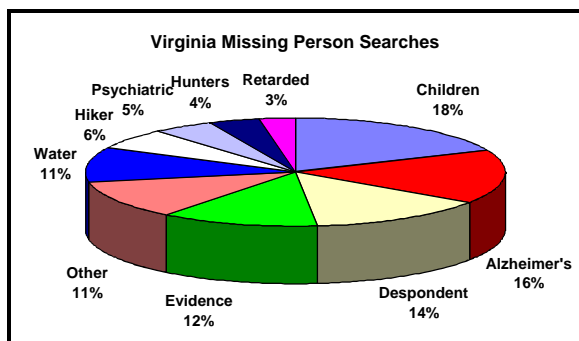 Virginia Missing Person Searches
Children
18%
Alzheimer's
16%
Despondent
14%
Evidence
12%
Other
11%
Water
11%
Hiker
6%
Psychiatric
5%
Hunters
4%
Retarded
3%